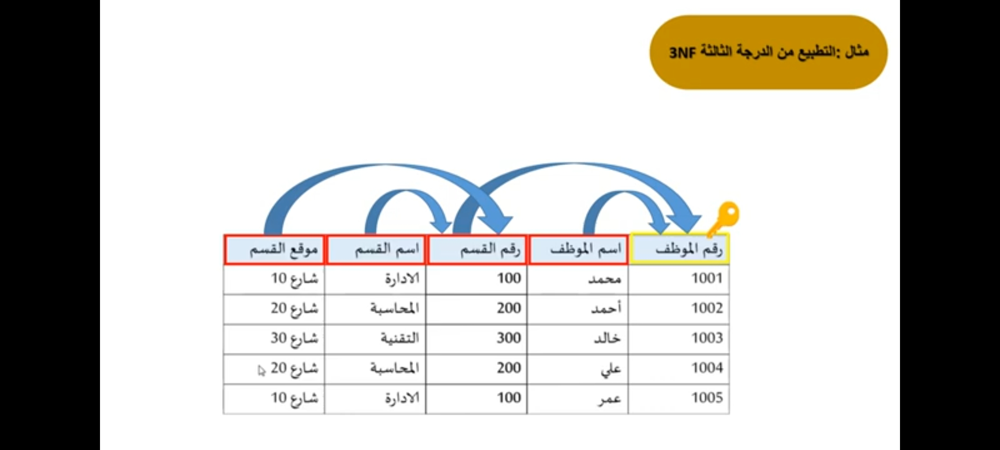 مثال :التطبيع من الدرجة الثالثة 3NF
رقم الموظف اسم الموظف رقم القسم اسم القسم موقع القسم
1001 محمد 100 الادارة شارع 10
1002 أحمد 200 المحاسبة شارع 20
1003 خالد 300 التقنية شارع 30
1004 علي 200 المحاسبة شارع 20
1005 عمر 100 الادارة شارع 10